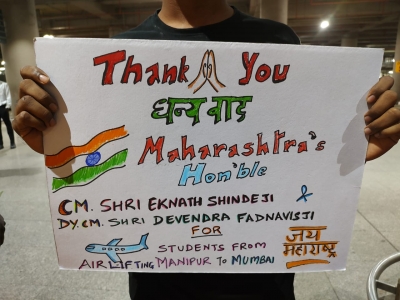 Thank You
धन्यवाद
Maharashtra's
Hon'ble
CM. SHRI EKNATH SHINDEJI
DY.CM. SHRI DEVENDRA FADNAVISJI
FOR
STUDENTS FROM
AIRLIFTING MANIPUR TO MUMBAI
जय
महाराष्ट्र